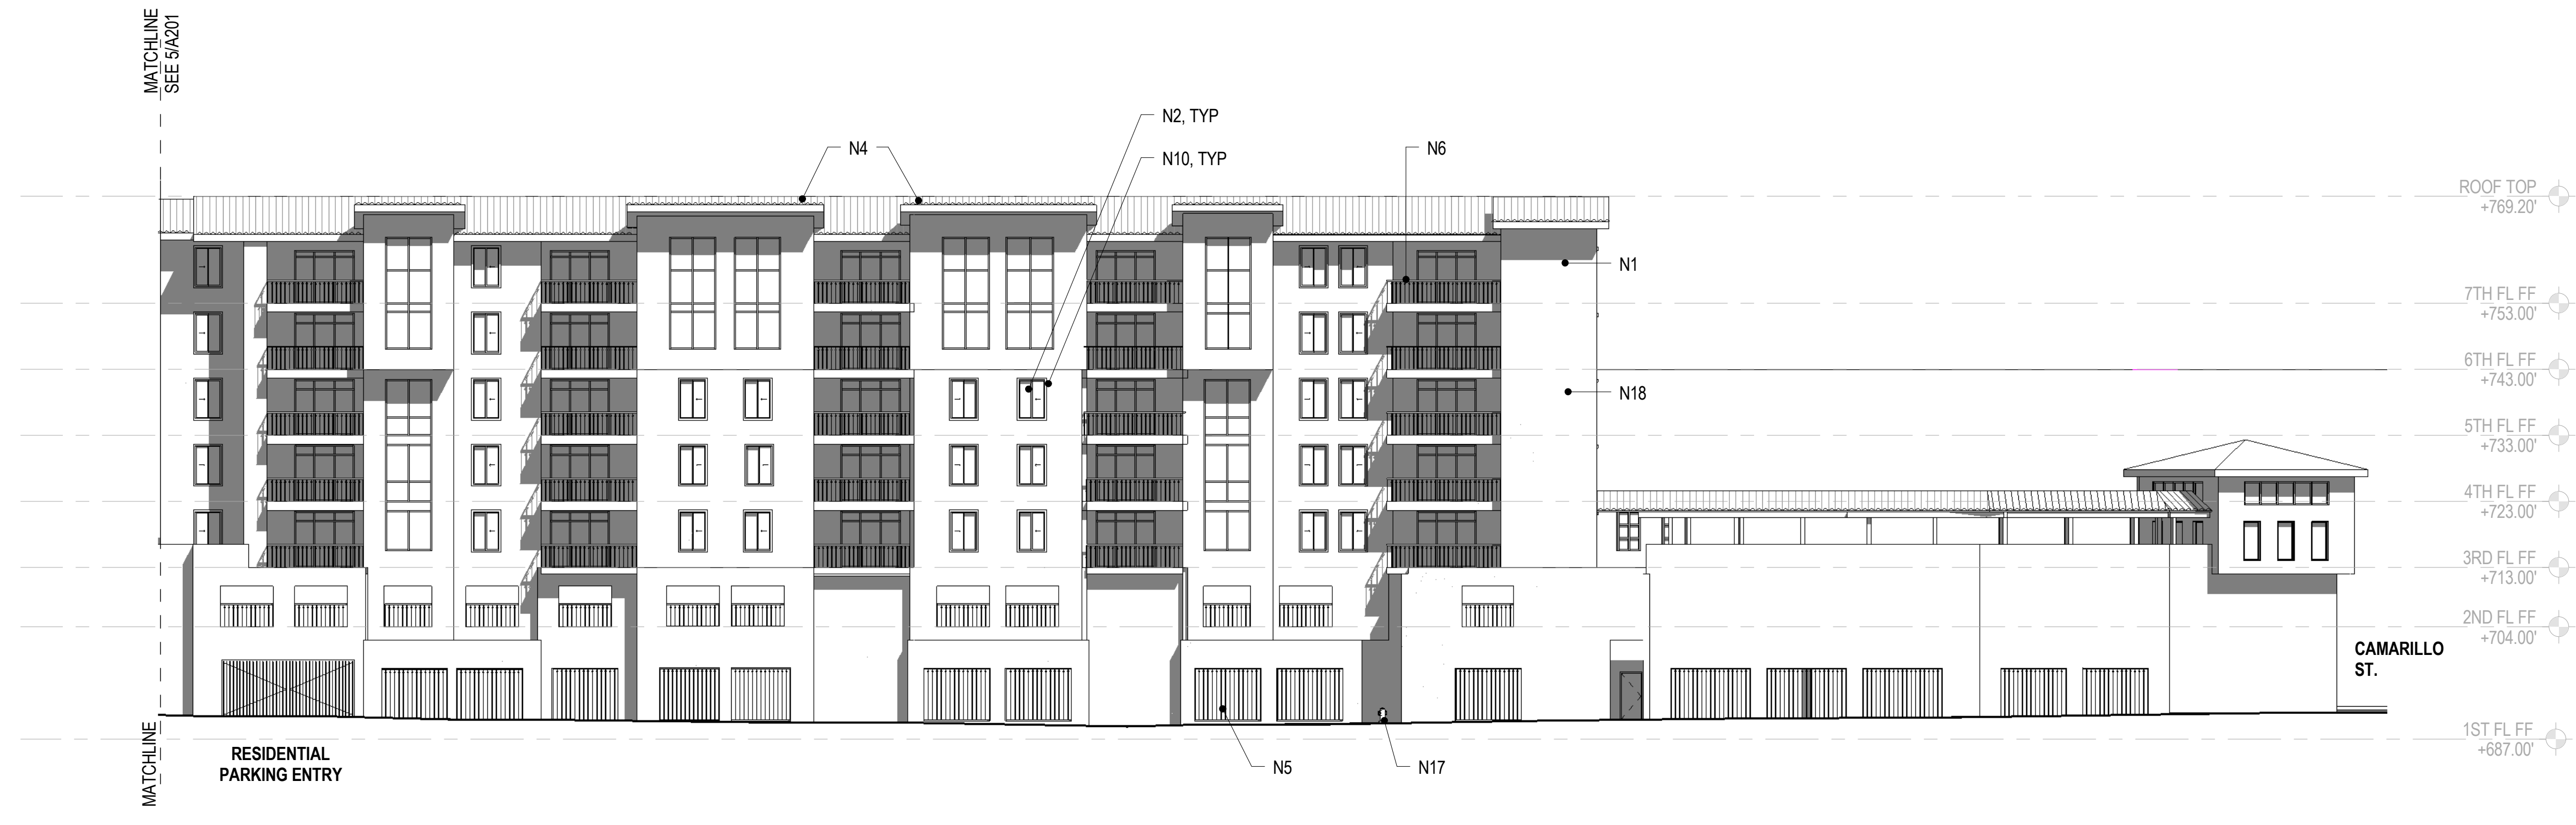 MATCHLINE
SEE 5/A201
N2, TYP
N4
N10, TYP
N6
ROOF TOP
+769.20'
N1
7TH FL FF
+753.00'
6TH FL FF
+743.00'
N18
5TH FL FF
+733.00'
4TH FL FF
+723.00'
3RD FL FF
+713.00'
2ND FL FF
+704.00'
CAMARILLO
ST.
1ST FL FF
+687.00'
MATCHLINE
RESIDENTIAL
PARKING ENTRY
N5
N17